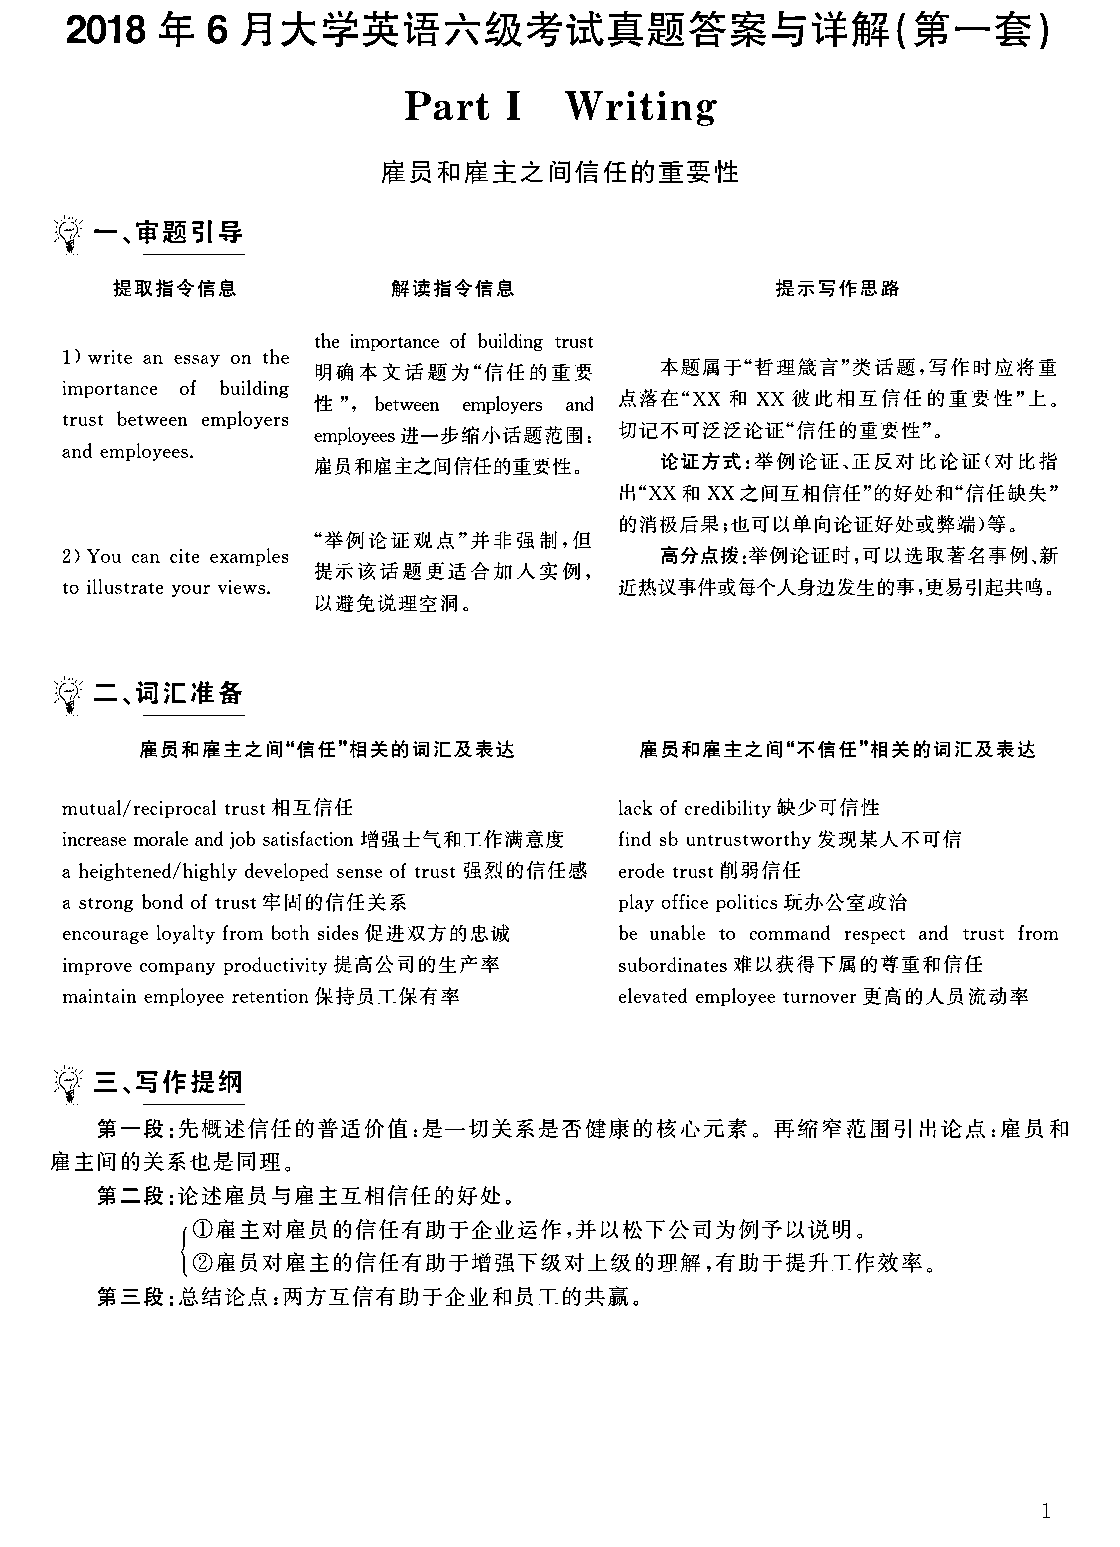 2018 年 6 月大学英语六级考试真题答案与详解(第一套)
Part Ⅰ Writing
雇员和雇主之间信任的重要性
一、审题引导
提取指令信息
解读指令信息
提示写作思路
1) write an essay on the
importance of building
trust between employers
and employees.
the importance of building trust
明确本文话题为“信任的重要
性”，between employers and
employees 进一步缩小话题范围：
雇员和雇主之间信任的重要性。
本题属于“哲理箴言”类话题,写作时应将重
点落在“XX 和 XX 彼此相互信任的重要性”上。
切记不可泛泛论证“信任的重要性”。
论证方式:举例论证、正反对比论证(对比指
出“XX 和 XX 之间互相信任”的好处和“信任缺失”
的消极后果;也可以单向论证好处或弊端)等。
高分点拨:举例论证时,可以选取著名事例、新
近热议事件或每个人身边发生的事,更易引起共鸣。
2) You can cite examples
to illustrate your views.
“举例论证观点”并非强制,但
提示该话题更适合加入实例,
以避免说理空洞。
二、词汇准备
雇员和雇主之间“信任”相关的词汇及表达
mutual/reciprocal trust 相互信任
increase morale and job satisfaction 增强士气和工作满意度
a heightened/highly developed sense of trust 强烈的信任感
a strong bond of trust 牢固的信任关系
encourage loyalty from both sides 促进双方的忠诚
improve company productivity 提高公司的生产率
maintain employee retention 保持员工保有率
雇员和雇主之间“不信任”相关的词汇及表达
lack of credibility 缺少可信性
find sb untrustworthy 发现某人不可信
erode trust 削弱信任
play office politics 玩办公室政治
be unable to command respect and trust from
subordinates 难以获得下属的尊重和信任
elevated employee turnover 更高的人员流动率
三、写作提纲
第一段:先概述信任的普适价值:是一切关系是否健康的核心元素。再缩窄范围引出论点:雇员和
雇主间的关系也是同理。
第二段:论述雇员与雇主互相信任的好处。
①雇主对雇员的信任有助于企业运作,并以松下公司为例予以说明。
②雇员对雇主的信任有助于增强下级对上级的理解,有助于提升工作效率。
第三段:总结论点:两方互信有助于企业和员工的共赢。
1